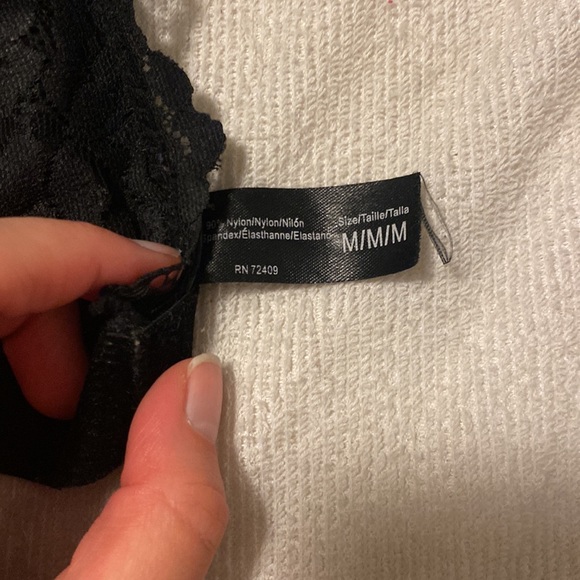 Nylon/Nylon/Nilón
Élasthanne/Elastano
RN 72409
Size/Taille/Talla
M/M/M